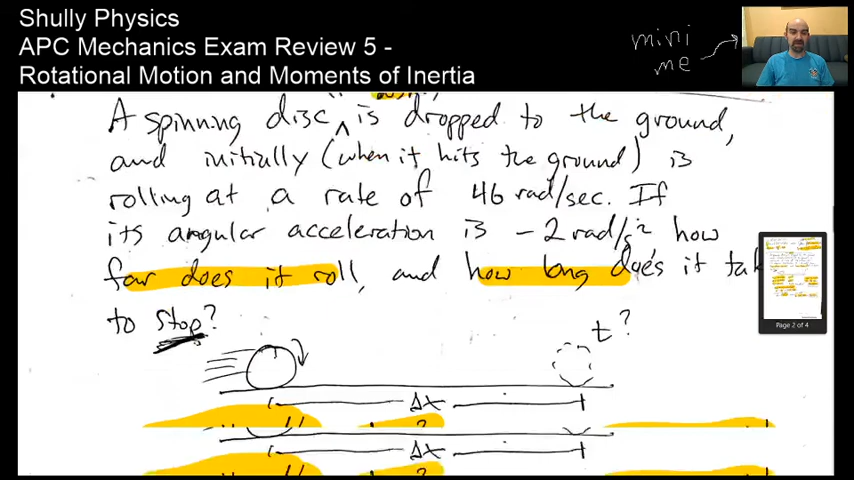 Shully Physics
APC Mechanics Exam Review 5 -
Rotational Motion and Moments of Inertia
mini
me
A spinning disc ^ is dropped to the ground,
and initially (when it hits the ground) is
rolling at a rate of 46 rad/sec. If
its angular acceleration is -2 rad/s², how
far does it roll, and how long does it tak
to stop?
t?
Δx
Δx
Page 2 of 4